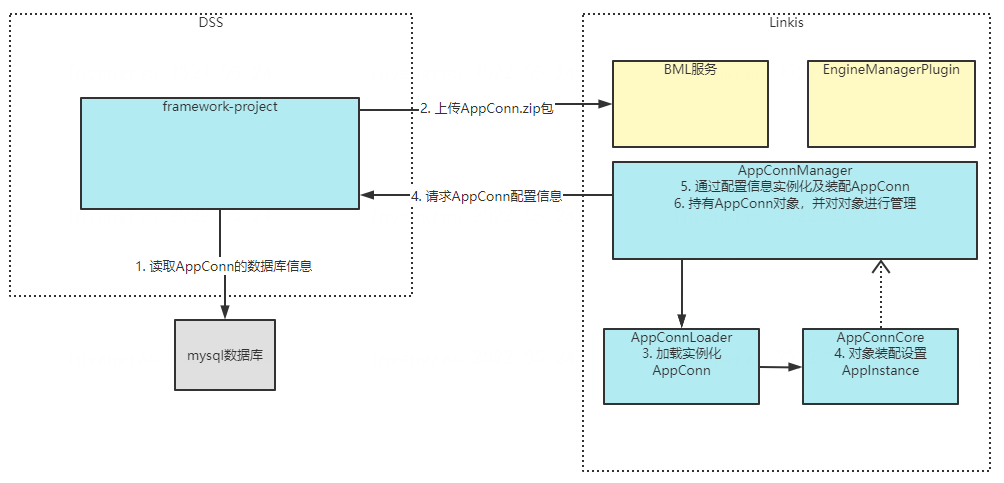 DSS
framework-project
1. 读取AppConn的数据库信息
mysql数据库
2. 上传AppConn.zip包
4. 请求AppConn配置信息
Linkis
BML服务
EngineManagerPlugin
AppConnManager
5. 通过配置信息实例化及装配AppConn
6. 持有AppConn对象，并对对象进行管理
AppConnLoader
3. 加载实例化
AppConn
AppConnCore
4. 对象装配设置
AppInstance